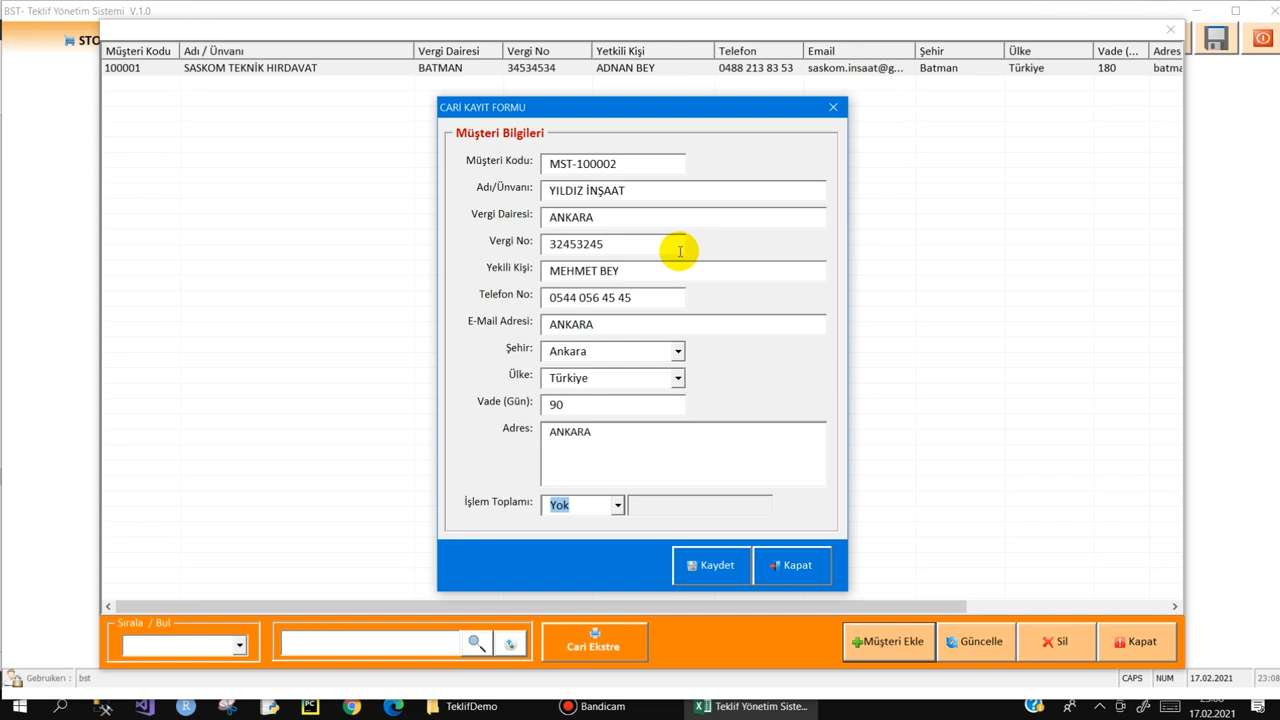 BST- Teklif Yönetim Sistemi V.1.0
STO
Müşteri Kodu Adı / Ünvanı Vergi Dairesi Vergi No Yetkili Kişi Telefon Email Şehir Ülke Vade (... Adres
100001 SASKOM TEKNİK HIRDAVAT BATMAN 34534534 ADNAN BEY 0488 213 83 53 saskom.insaat@g... Batman Türkiye 180 batma
CARİ KAYIT FORMU
Müşteri Bilgileri
Müşteri Kodu: MST-100002
Adı/Ünvanı: YILDIZ İNŞAAT
Vergi Dairesi: ANKARA
Vergi No: 32453245
Yekili Kişi: MEHMET BEY
Telefon No: 0544 056 45 45
E-Mail Adresi: ANKARA
Şehir: Ankara
Ülke: Türkiye
Vade (Gün): 90
Adres: ANKARA
İşlem Toplamı: Yok
Kaydet Kapat
Sırala / Bul
Cari Ekstre
Müşteri Ekle Güncelle Sil Kapat
Gebruiken: bst CAPS NUM 17.02.2021 23:08
TeklifDemo Bandicam Teklif Yönetim Siste...
17.02.2021